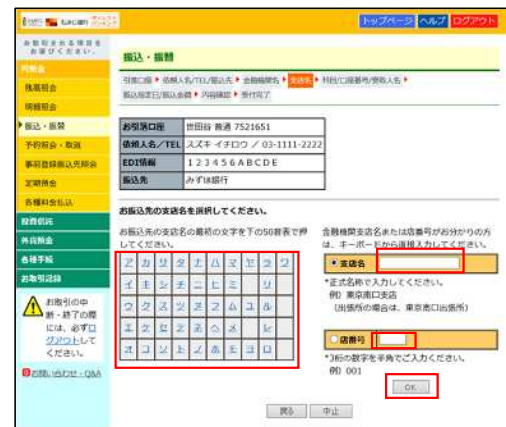 トップページ ヘルプ ログアウト
お取引される項目を
お選びください。
円預金
残高照会
明細照会
振込・振替
予約照会・取消
事前登録振込先照会
定期預金
各種料金払込
投資信託
外貨預金
各種手続
お取引記録
お取引の中
断・終了の際
には、必ずロ
グアウトして
ください。
お問い合わせ・Q&A
振込・振替
引落口座 依頼人名/TEL/振込先 金融機関名 支店名 科目/口座番号/受取人名
振込指定日/振込金額 内容確認 受付完了
お引落口座 世田谷 普通 7521651
依頼人名/TEL スズキ イチロウ / 03-1111-2222
EDI情報 123456ABCDE
振込先 みずほ銀行
お振込先の支店名を選択してください。
お振込先の支店名の最初の文字を下の50音表で押
してください。
ア カ サ タ ナ ハ マ ヤ ラ ワ
イ キ シ チ ニ ヒ ミ リ
ウ ク ス ツ ヌ フ ム ユ ル
エ ケ セ テ ネ ヘ メ レ
オ コ ソ ト ノ ホ モ ヨ ロ
金融機関支店名または店番号がお分かりの方
は、キーボードから直接入力してください。
支店名
*正式名称で入力してください。
例) 東京南口支店
(出張所の場合は、東京南口出張所)
店番号
*3桁の数字を半角でご入力ください。
例) 001
OK
戻る 中止